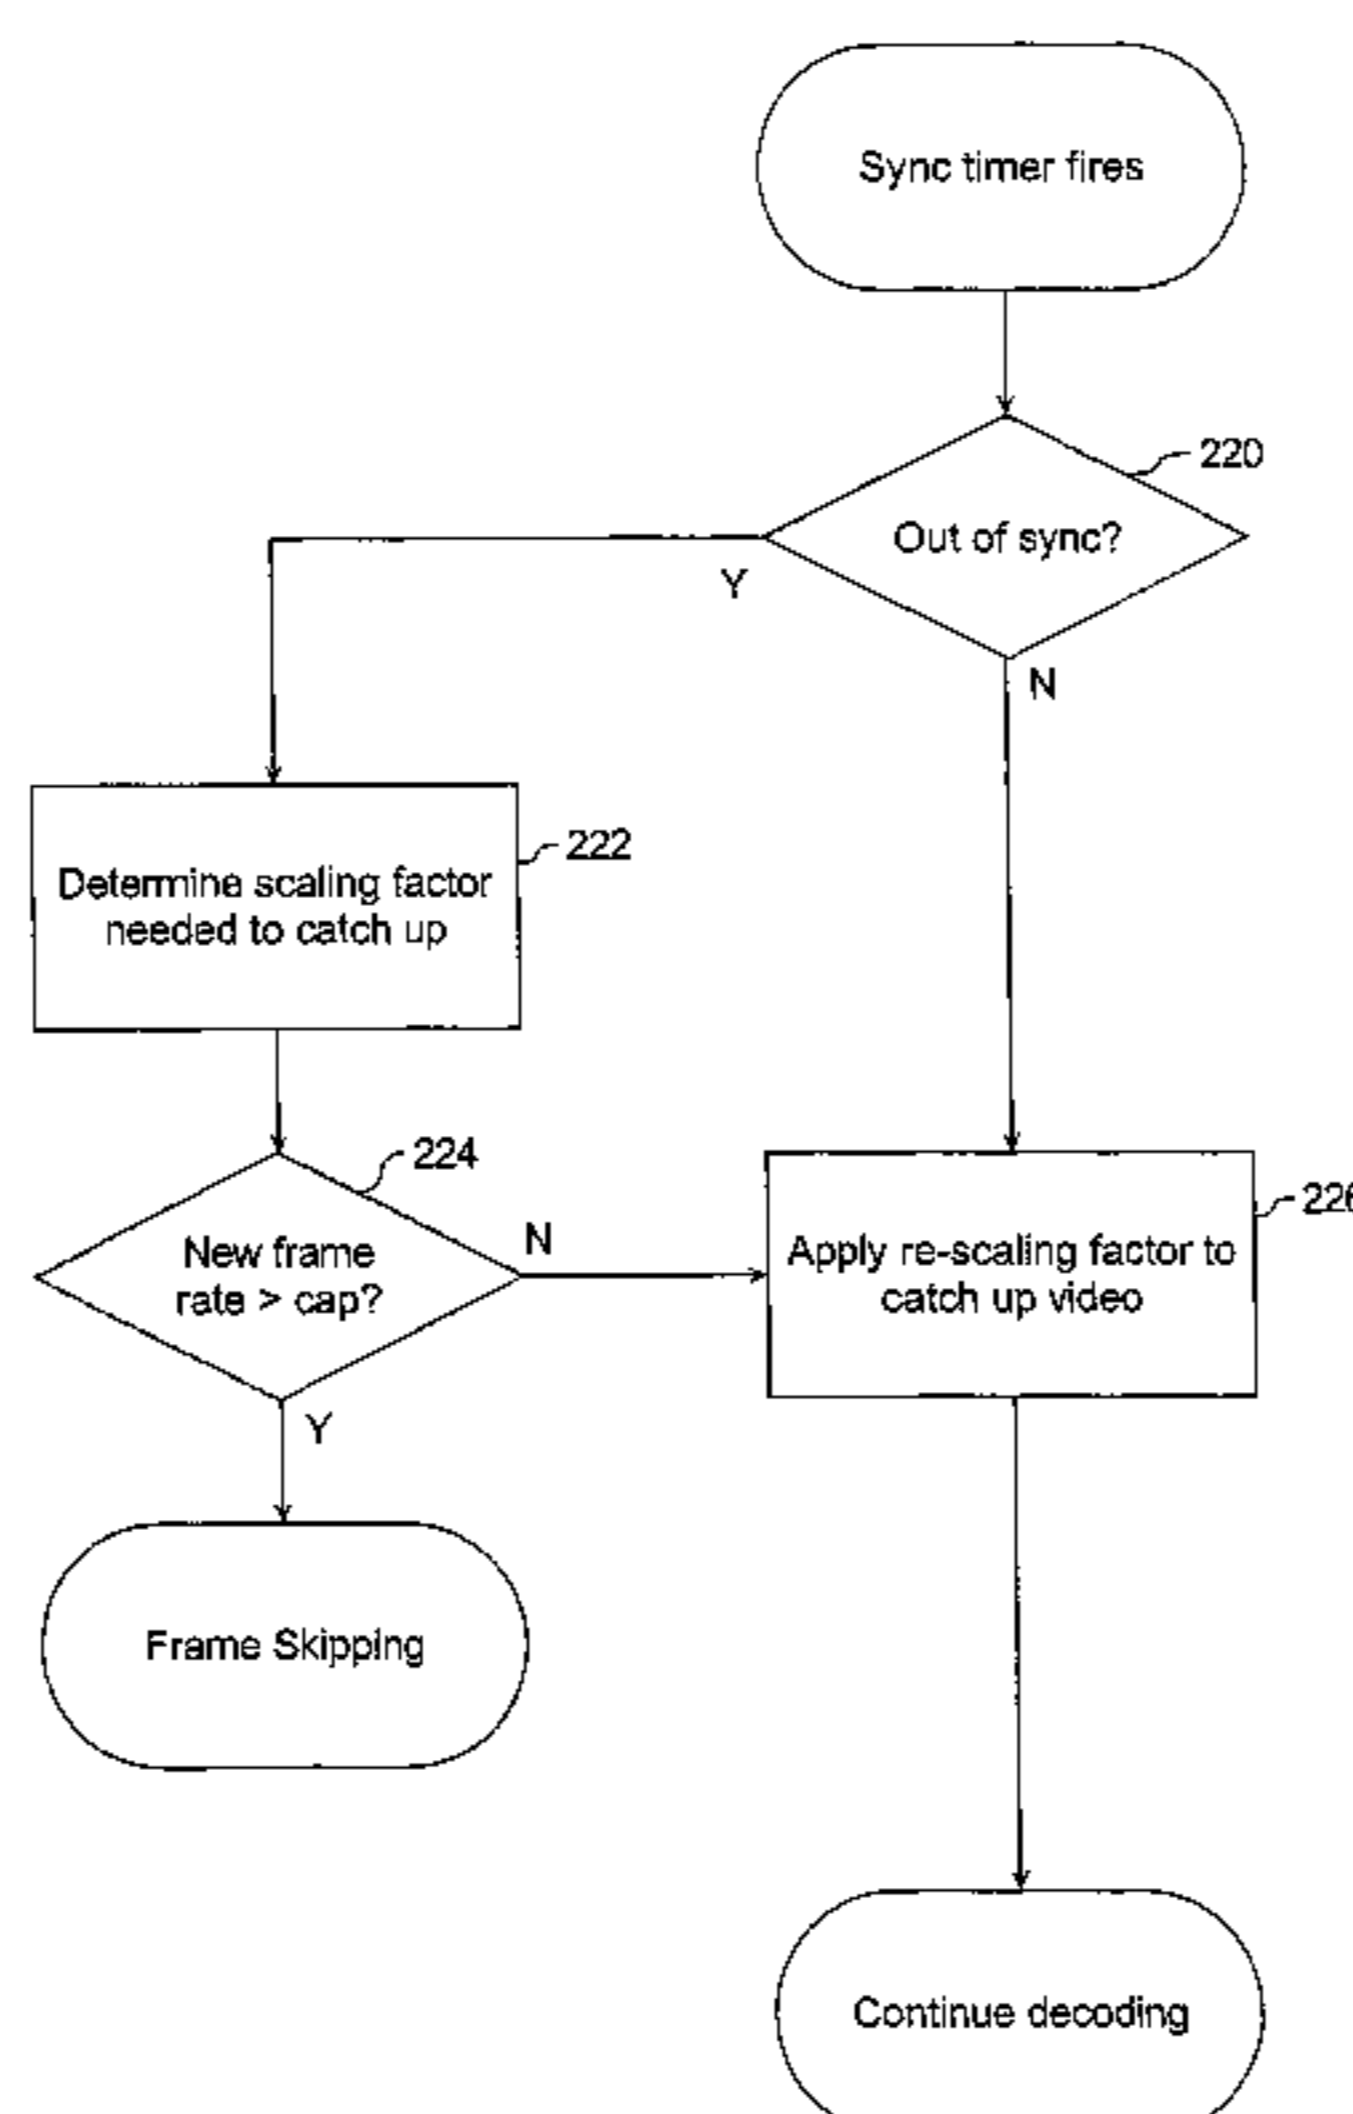 Sync timer fires
220
Out of sync?
Y
N
222
Determine scaling factor
needed to catch up
224
New frame
rate > cap?
N
226
Apply re-scaling factor to
catch up video
Y
Frame Skipping
Continue decoding